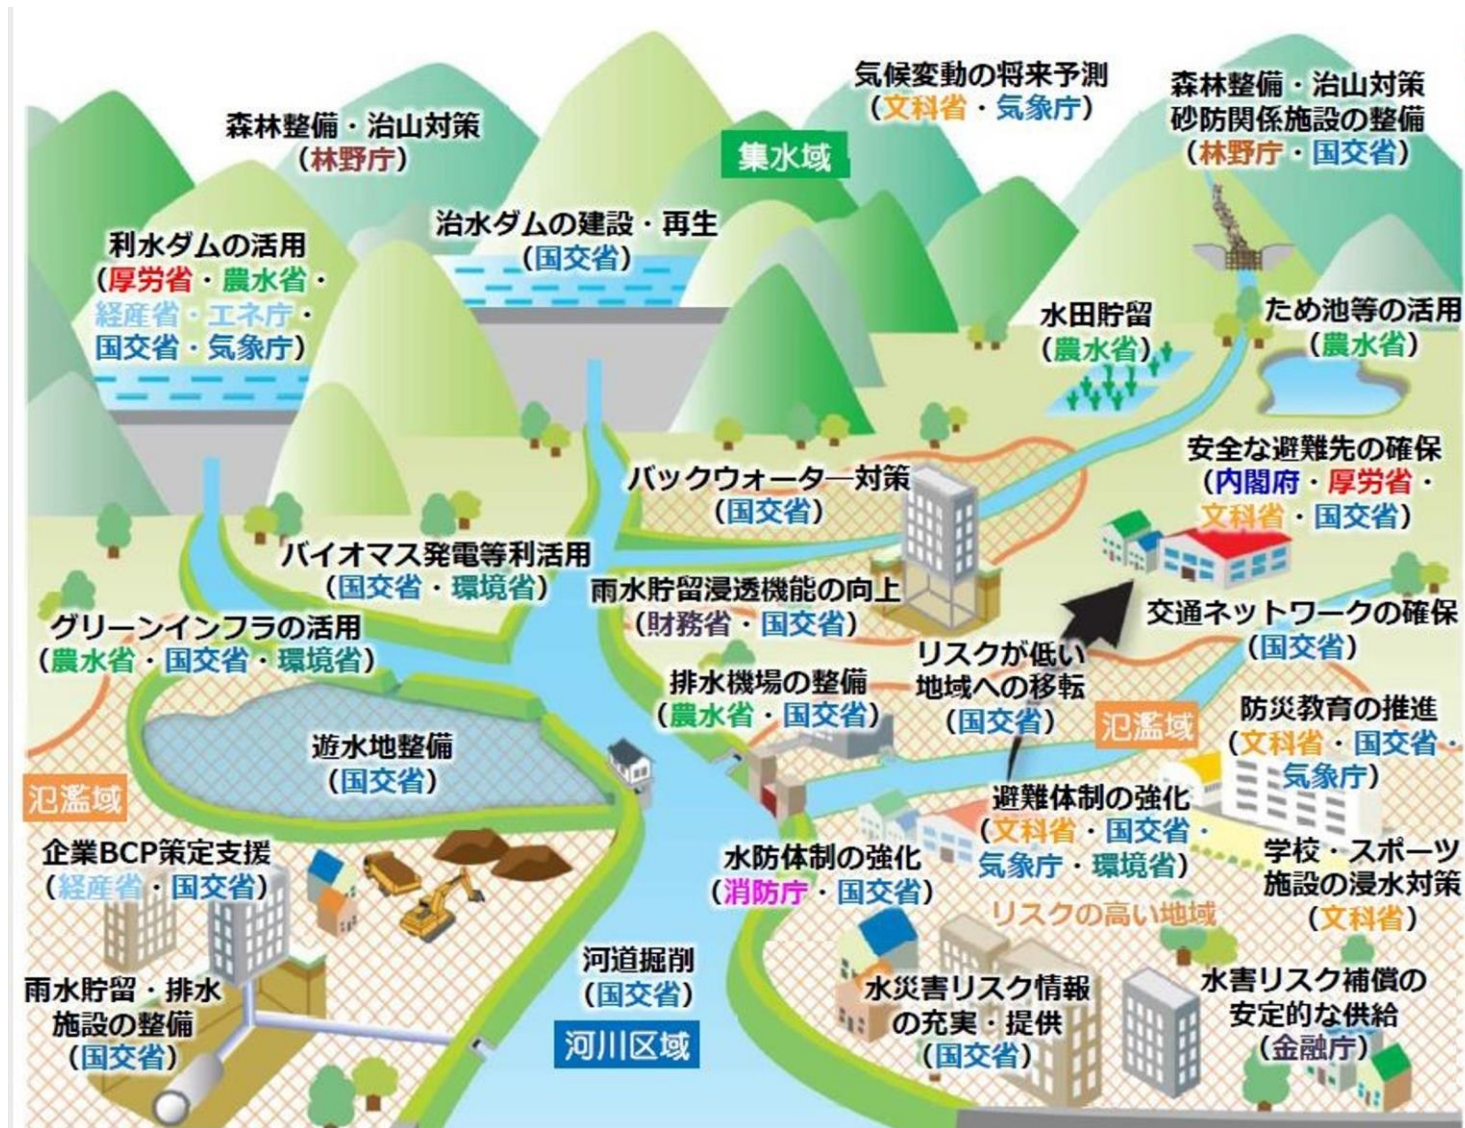 気候変動の将来予測
（文科省・気象庁）
森林整備・治山対策
砂防関係施設の整備
（林野庁・国交省）
森林整備・治山対策
（林野庁）
集水域
治水ダムの建設・再生
（国交省）
利水ダムの活用
（厚労省・農水省・
経産省・エネ庁・
国交省・気象庁）
水田貯留
（農水省）
ため池等の活用
（農水省）
安全な避難先の確保
（内閣府・厚労省・
文科省・国交省）
バックウォーター対策
（国交省）
バイオマス発電等利活用
（国交省・環境省）
雨水貯留浸透機能の向上
（財務省・国交省）
交通ネットワークの確保
（国交省）
グリーンインフラの活用
（農水省・国交省・環境省）
リスクが低い
地域への移転
（国交省）
排水機場の整備
（農水省・国交省）
氾濫域
防災教育の推進
（文科省・国交省・
気象庁）
遊水地整備
（国交省）
氾濫域
避難体制の強化
（文科省・国交省・
気象庁・環境省）
企業BCP策定支援
（経産省・国交省）
水防体制の強化
（消防庁・国交省）
学校・スポーツ
施設の浸水対策
（文科省）
リスクの高い地域
河道掘削
（国交省）
河川区域
雨水貯留・排水
施設の整備
（国交省）
水災害リスク情報
の充実・提供
（国交省）
水害リスク補償の
安定的な供給
（金融庁）